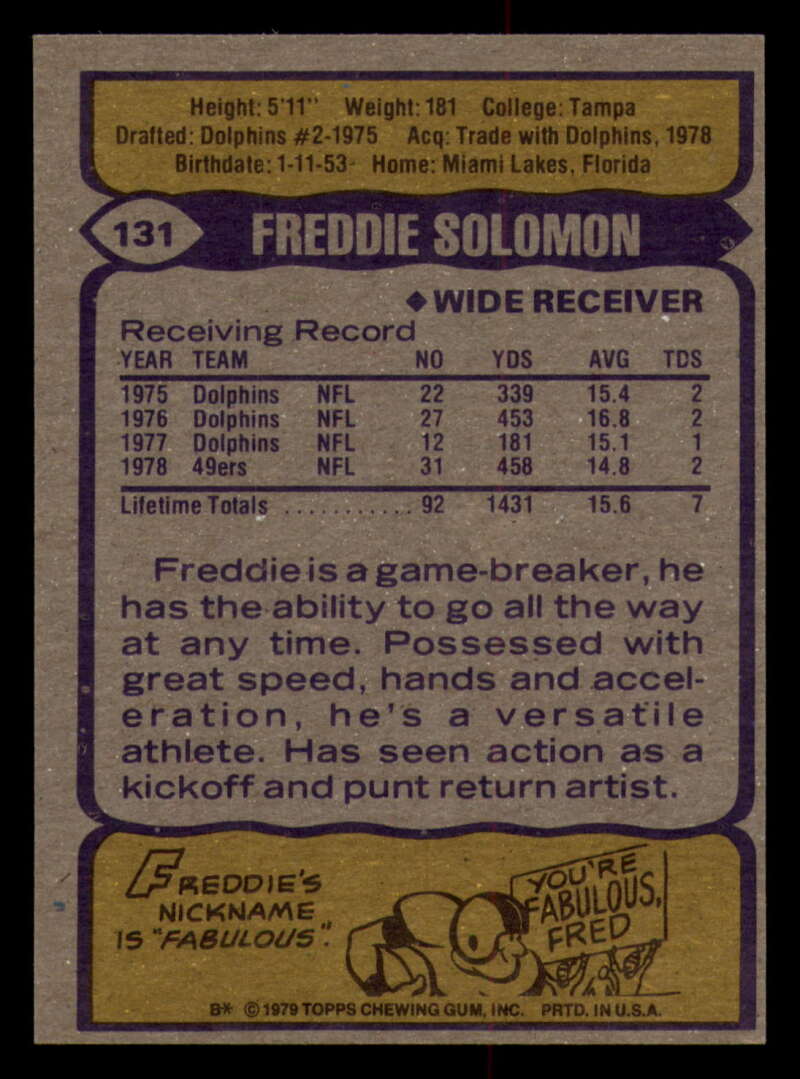 Height: 5'11" Weight: 181 College: Tampa
Drafted: Dolphins #2-1975 Acq: Trade with Dolphins, 1978
Birthdate: 1-11-53 Home: Miami Lakes, Florida
131 FREDDIE SOLOMON
◆WIDE RECEIVER
Receiving Record
YEAR TEAM NO YDS AVG TDS
1975 Dolphins NFL 22 339 15.4 2
1976 Dolphins NFL 27 453 16.8 2
1977 Dolphins NFL 12 181 15.1 1
1978 49ers NFL 31 458 14.8 2
Lifetime Totals ........... 92 1431 15.6 7
Freddie is a game-breaker, he
has the ability to go all the way
at any time. Possessed with
great speed, hands and accel-
eration, he's a versatile
athlete. Has seen action as a
kickoff and punt return artist.
FREDDIE'S
NICKNAME
IS "FABULOUS".
YOU'RE
FABULOUS,
FRED
B* © 1979 TOPPS CHEWING GUM, INC. PRTD. IN U.S.A.